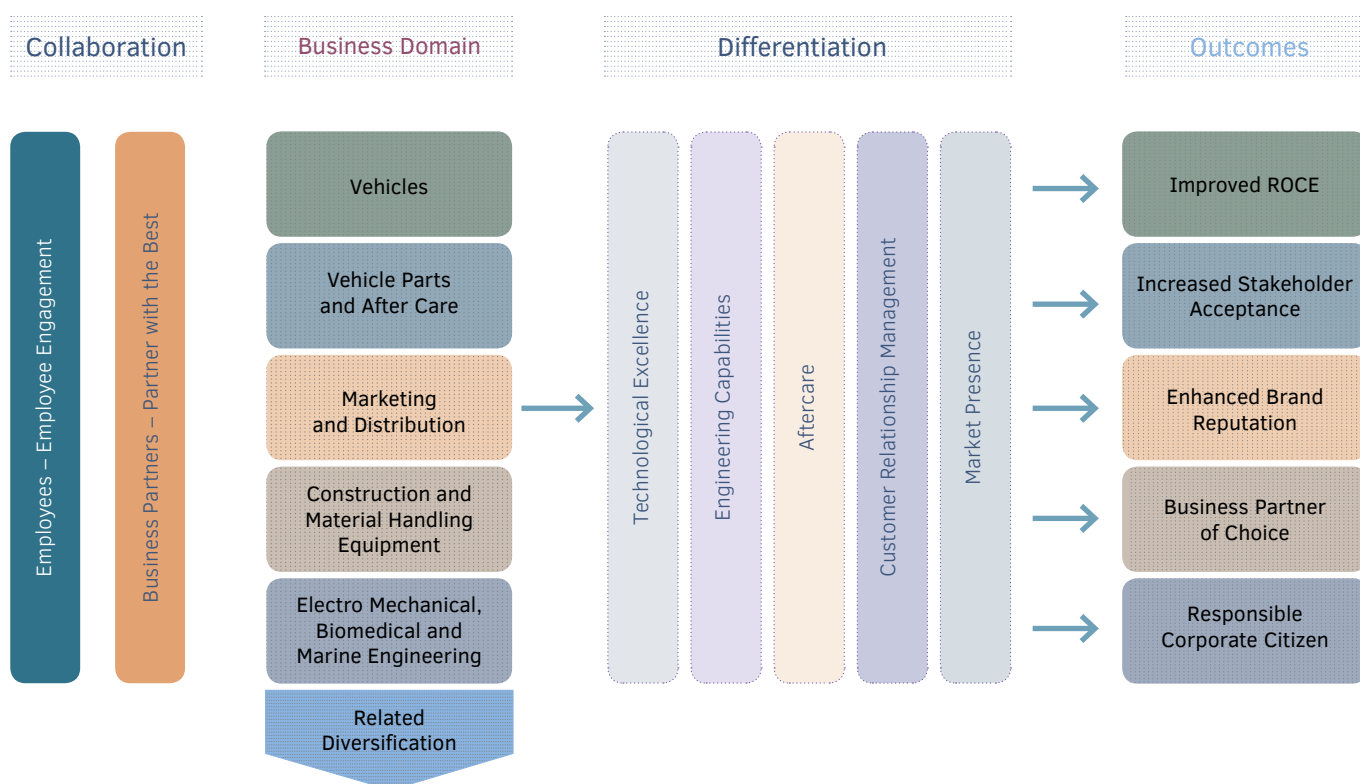 Collaboration
Business Domain
Differentiation
Outcomes
Employees – Employee Engagement
Business Partners – Partner with the Best
Vehicles
Vehicle Parts
and After Care
Marketing
and Distribution
Construction and
Material Handling
Equipment
Electro Mechanical,
Biomedical and
Marine Engineering
Related
Diversification
Technological Excellence
Engineering Capabilities
Aftercare
Customer Relationship Management
Market Presence
Improved ROCE
Increased Stakeholder
Acceptance
Enhanced Brand
Reputation
Business Partner
of Choice
Responsible
Corporate Citizen